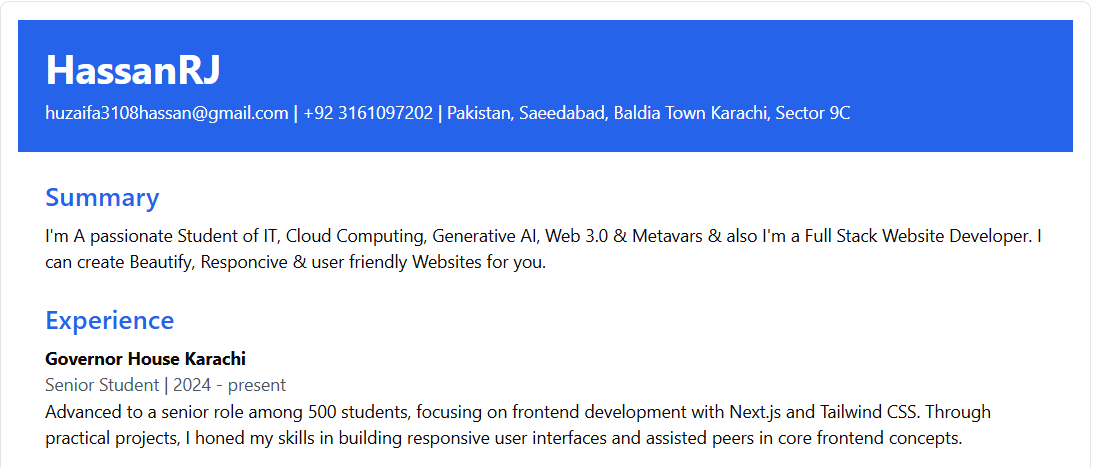 HassanRJ
huzaifa3108hassan@gmail.com | +92 3161097202 | Pakistan, Saeedabad, Baldia Town Karachi, Sector 9C
Summary
I'm A passionate Student of IT, Cloud Computing, Generative AI, Web 3.0 & Metavars & also I'm a Full Stack Website Developer. I
can create Beautify, Responcive & user friendly Websites for you.
Experience
Governor House Karachi
Senior Student | 2024 - present
Advanced to a senior role among 500 students, focusing on frontend development with Next.js and Tailwind CSS. Through
practical projects, I honed my skills in building responsive user interfaces and assisted peers in core frontend concepts.